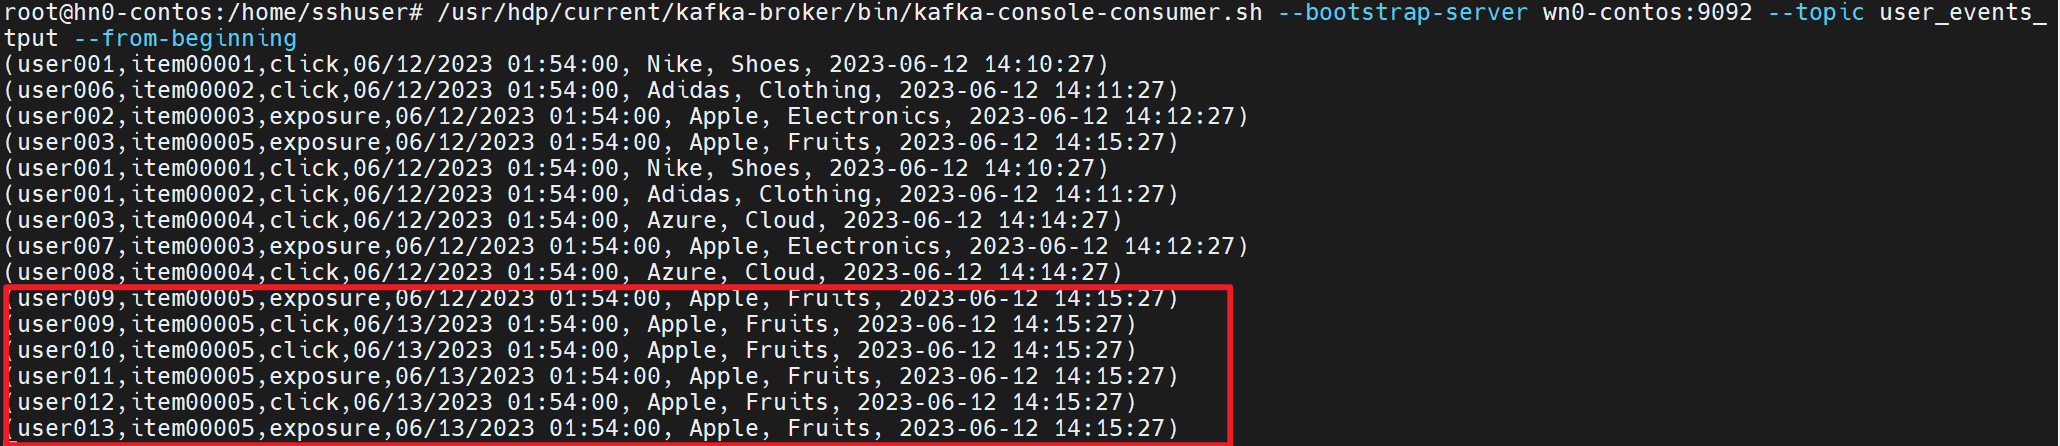 root@hn0-contos:/home/sshuser# /usr/hdp/current/kafka-broker/bin/kafka-console-consumer.sh --bootstrap-server wn0-contos:9092 --topic user_events_
tput --from-beginning
(user001,item00001,click,06/12/2023 01:54:00, Nike, Shoes, 2023-06-12 14:10:27)
(user006,item00002,click,06/12/2023 01:54:00, Adidas, Clothing, 2023-06-12 14:11:27)
(user002,item00003,exposure,06/12/2023 01:54:00, Apple, Electronics, 2023-06-12 14:12:27)
(user003,item00005,exposure,06/12/2023 01:54:00, Apple, Fruits, 2023-06-12 14:15:27)
(user001,item00001,click,06/12/2023 01:54:00, Nike, Shoes, 2023-06-12 14:10:27)
(user001,item00002,click,06/12/2023 01:54:00, Adidas, Clothing, 2023-06-12 14:11:27)
(user003,item00004,click,06/12/2023 01:54:00, Azure, Cloud, 2023-06-12 14:14:27)
(user007,item00003,exposure,06/12/2023 01:54:00, Apple, Electronics, 2023-06-12 14:12:27)
(user008,item00004,click,06/12/2023 01:54:00, Azure, Cloud, 2023-06-12 14:14:27)
(user009,item00005,exposure,06/12/2023 01:54:00, Apple, Fruits, 2023-06-12 14:15:27)
(user009,item00005,click,06/13/2023 01:54:00, Apple, Fruits, 2023-06-12 14:15:27)
(user010,item00005,click,06/13/2023 01:54:00, Apple, Fruits, 2023-06-12 14:15:27)
(user011,item00005,exposure,06/13/2023 01:54:00, Apple, Fruits, 2023-06-12 14:15:27)
(user012,item00005,click,06/13/2023 01:54:00, Apple, Fruits, 2023-06-12 14:15:27)
(user013,item00005,exposure,06/13/2023 01:54:00, Apple, Fruits, 2023-06-12 14:15:27)